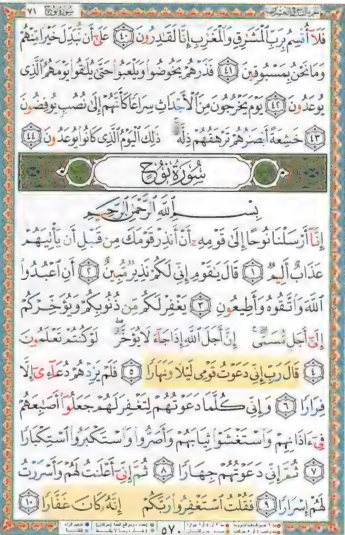 سُورَةُ نُوحٍ ٧١
فَلَآ أُقْسِمُ بِرَبِّ ٱلْمَشَٰرِقِ وَٱلْمَغَٰرِبِ إِنَّا لَقَٰدِرُونَ ٤٠ عَلَىٰٓ أَن نُّبَدِّلَ خَيْرًا مِّنْهُمْ
وَمَا نَحْنُ بِمَسْبُوقِينَ ٤١ فَذَرْهُمْ يَخُوضُوا۟ وَيَلْعَبُوا۟ حَتَّىٰ يُلَٰقُوا۟ يَوْمَهُمُ ٱلَّذِى
يُوعَدُونَ ٤٢ يَوْمَ يَخْرُجُونَ مِنَ ٱلْأَجْدَاثِ سِرَاعًا كَأَنَّهُمْ إِلَىٰ نُصُبٍ يُوفِضُونَ
٤٣ خَٰشِعَةً أَبْصَٰرُهُمْ تَرْهَقُهُمْ ذِلَّةٌ ذَٰلِكَ ٱلْيَوْمُ ٱلَّذِى كَانُوا۟ يُوعَدُونَ ٤٤
سُورَةُ نُوحٍ
بِسْمِ ٱللَّهِ ٱلرَّحْمَٰنِ ٱلرَّحِيمِ
إِنَّآ أَرْسَلْنَا نُوحًا إِلَىٰ قَوْمِهِۦٓ أَنْ أَنذِرْ قَوْمَكَ مِن قَبْلِ أَن يَأْتِيَهُمْ
عَذَابٌ أَلِيمٌ ١ قَالَ يَٰقَوْمِ إِنِّى لَكُمْ نَذِيرٌ مُّبِينٌ ٢ أَنِ ٱعْبُدُوا۟
ٱللَّهَ وَٱتَّقُوهُ وَأَطِيعُونِ ٣ يَغْفِرْ لَكُم مِّن ذُنُوبِكُمْ وَيُؤَخِّرْكُمْ
إِلَىٰٓ أَجَلٍ مُّسَمًّى إِنَّ أَجَلَ ٱللَّهِ إِذَا جَآءَ لَا يُؤَخَّرُ لَوْ كُنتُمْ تَعْلَمُونَ
٤ قَالَ رَبِّ إِنِّى دَعَوْتُ قَوْمِى لَيْلًا وَنَهَارًا ٥ فَلَمْ يَزِدْهُمْ دُعَآءِىٓ إِلَّا
فِرَارًا ٦ وَإِنِّى كُلَّمَا دَعَوْتُهُمْ لِتَغْفِرَ لَهُمْ جَعَلُوٓا۟ أَصَٰبِعَهُمْ
فِىٓ ءَاذَانِهِمْ وَٱسْتَغْشَوْا۟ ثِيَابَهُمْ وَأَصَرُّوا۟ وَٱسْتَكْبَرُوا۟ ٱسْتِكْبَارًا
٧ ثُمَّ إِنِّى دَعَوْتُهُمْ جِهَارًا ٨ ثُمَّ إِنِّىٓ أَعْلَنتُ لَهُمْ وَأَسْرَرْتُ
لَهُمْ إِسْرَارًا ٩ فَقُلْتُ ٱسْتَغْفِرُوا۟ رَبَّكُمْ إِنَّهُۥ كَانَ غَفَّارًا ١٠
٥٧٠